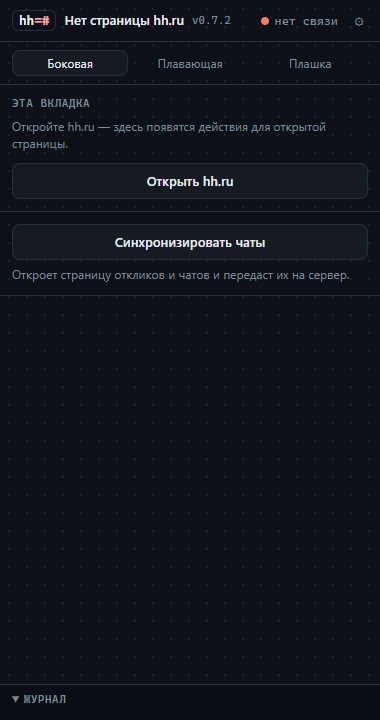 hh=# Нет страницы hh.ru v0.7.2 нет связи
Боковая Плавающая Плашка
ЭТА ВКЛАДКА
Откройте hh.ru — здесь появятся действия для открытой
страницы.
Открыть hh.ru
Синхронизировать чаты
Откроет страницу откликов и чатов и передаст их на сервер.
▼ ЖУРНАЛ